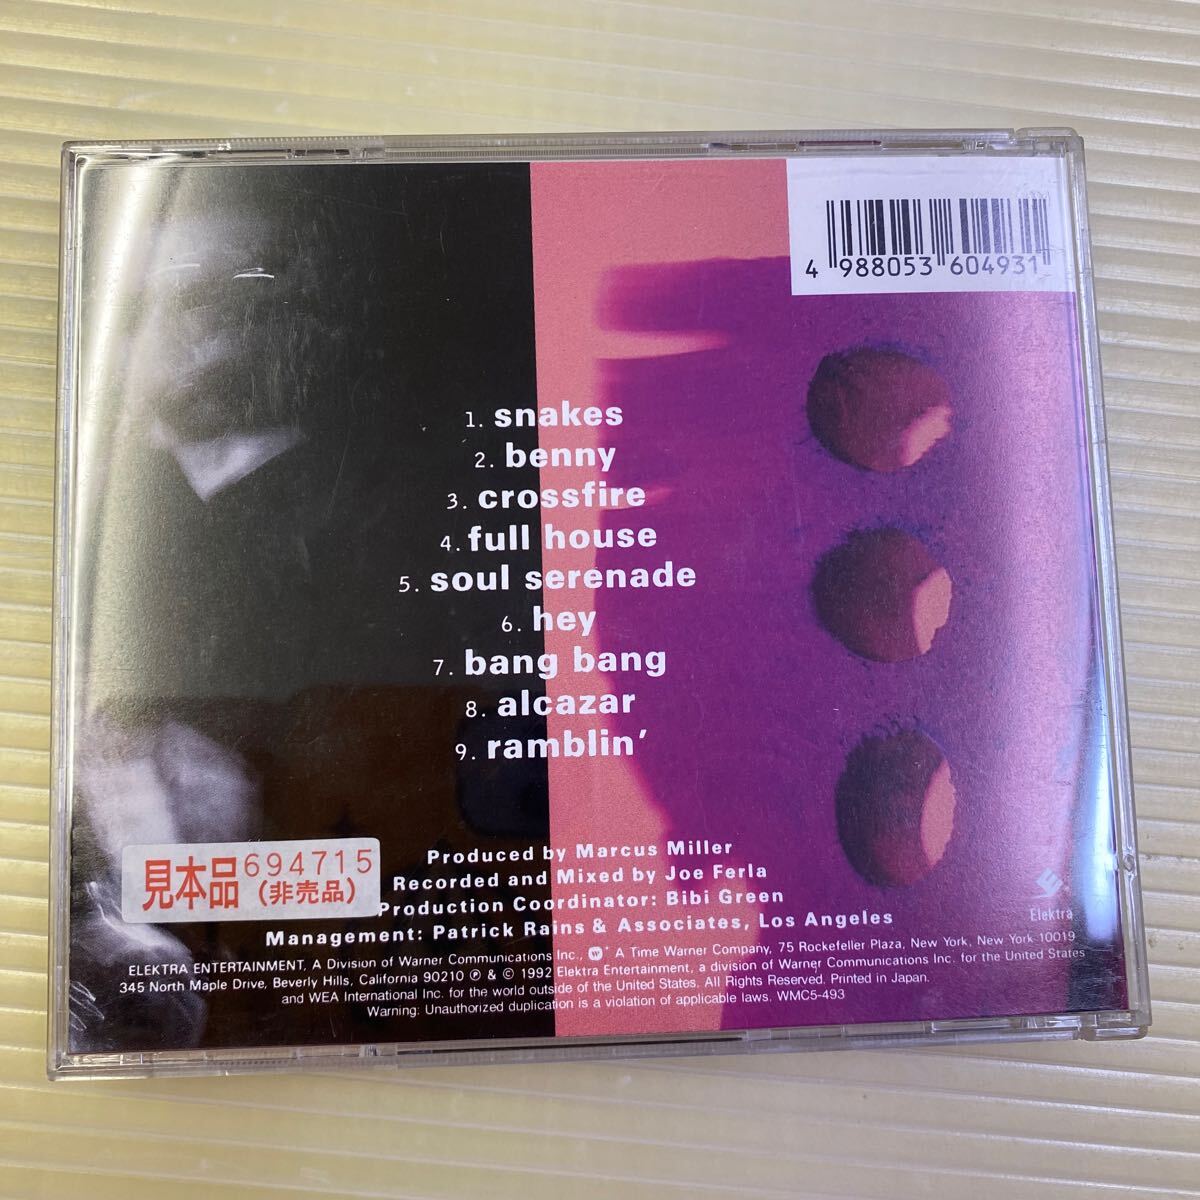 4 988053 604931
1. snakes
2. benny
3. crossfire
4. full house
5. soul serenade
6. hey
7. bang bang
8. alcazar
9. ramblin'
見本品 694715
(非売品)
Produced by Marcus Miller
Recorded and Mixed by Joe Ferla
Production Coordinator: Bibi Green
Management: Patrick Rains & Associates, Los Angeles
Elektra
ELEKTRA ENTERTAINMENT, A Division of Warner Communications Inc., A Time Warner Company, 75 Rockefeller Plaza, New York, New York 10019
345 North Maple Drive, Beverly Hills, California 90210 ℗ & © 1992 Elektra Entertainment, a division of Warner Communications Inc. for the United States
and WEA International Inc. for the world outside of the United States. All Rights Reserved. Printed in Japan.
Warning: Unauthorized duplication is a violation of applicable laws. WMC5-493